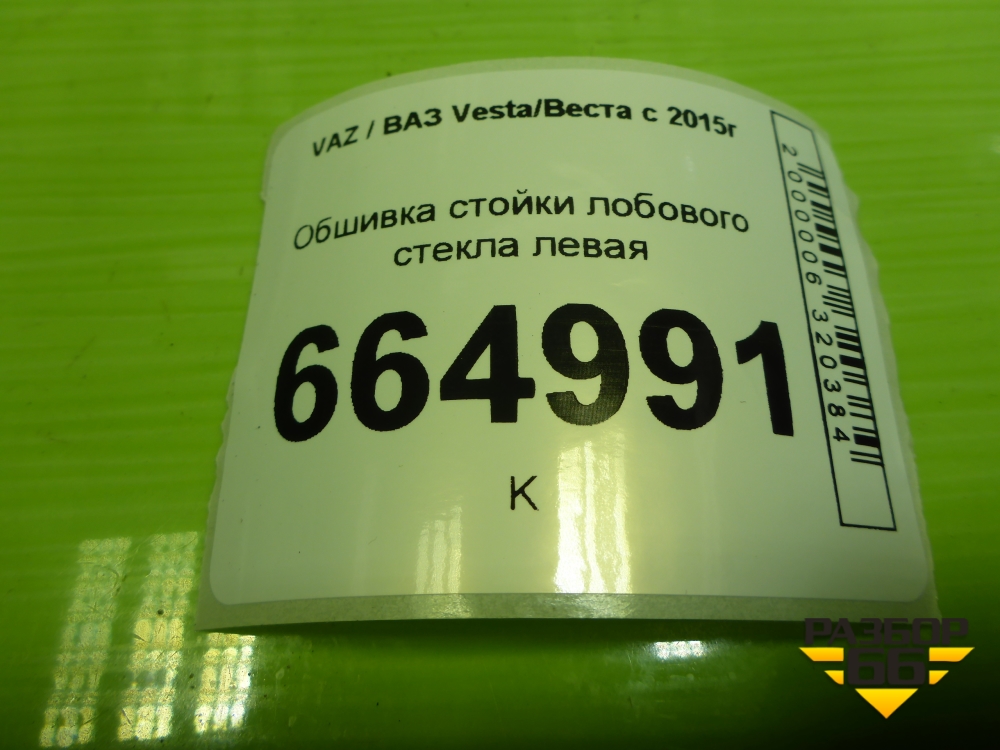 VAZ / ВАЗ Vesta/Веста с 2015г
Обшивка стойки лобового
стекла левая
664991
К
2000006320384
РАЗБОР
66